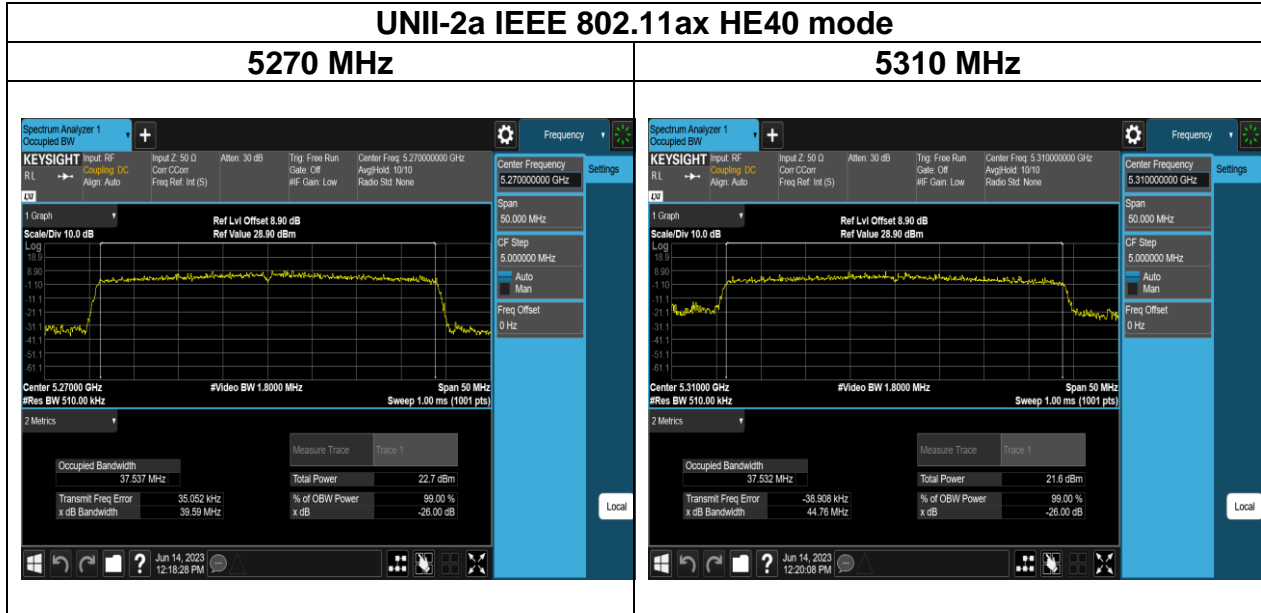 UNII-2a IEEE 802.11ax HE40 mode
5270 MHz
5310 MHz
Spectrum Analyzer 1
Occupied BW
Frequency
KEYSIGHT
RL
LXI
Input: RF
Coupling: DC
Align: Auto
Input Z: 50 Ω
Corr CCorr
Freq Ref: Int (S)
Atten: 30 dB
Trig: Free Run
Gate: Off
#IF Gain: Low
Center Freq: 5.270000000 GHz
Avg|Hold: 10/10
Radio Std: None
Center Frequency
5.270000000 GHz
Settings
Span
50.000 MHz
CF Step
5.000000 MHz
Auto
Man
Freq Offset
0 Hz
Local
1 Graph
Scale/Div 10.0 dB
Ref Lvl Offset 8.90 dB
Ref Value 28.90 dBm
Log
18.9
8.90
-1.10
-11.1
-21.1
-31.1
-41.1
-51.1
-61.1
Center 5.27000 GHz
#Video BW 1.8000 MHz
Span 50 MHz
#Res BW 510.00 kHz
Sweep 1.00 ms (1001 pts)
2 Metrics
Measure Trace Trace 1
Occupied Bandwidth
37.537 MHz
Total Power 22.7 dBm
Transmit Freq Error 35.052 kHz
% of OBW Power 99.00 %
x dB Bandwidth 39.59 MHz
x dB -26.00 dB
Jun 14, 2023
12:18:28 PM
Spectrum Analyzer 1
Occupied BW
Frequency
KEYSIGHT
RL
LXI
Input: RF
Coupling: DC
Align: Auto
Input Z: 50 Ω
Corr CCorr
Freq Ref: Int (S)
Atten: 30 dB
Trig: Free Run
Gate: Off
#IF Gain: Low
Center Freq: 5.310000000 GHz
Avg|Hold: 10/10
Radio Std: None
Center Frequency
5.310000000 GHz
Settings
Span
50.000 MHz
CF Step
5.000000 MHz
Auto
Man
Freq Offset
0 Hz
Local
1 Graph
Scale/Div 10.0 dB
Ref Lvl Offset 8.90 dB
Ref Value 28.90 dBm
Log
18.9
8.90
-1.10
-11.1
-21.1
-31.1
-41.1
-51.1
-61.1
Center 5.31000 GHz
#Video BW 1.8000 MHz
Span 50 MHz
#Res BW 510.00 kHz
Sweep 1.00 ms (1001 pts)
2 Metrics
Measure Trace Trace 1
Occupied Bandwidth
37.532 MHz
Total Power 21.6 dBm
Transmit Freq Error -38.908 kHz
% of OBW Power 99.00 %
x dB Bandwidth 44.76 MHz
x dB -26.00 dB
Jun 14, 2023
12:20:08 PM